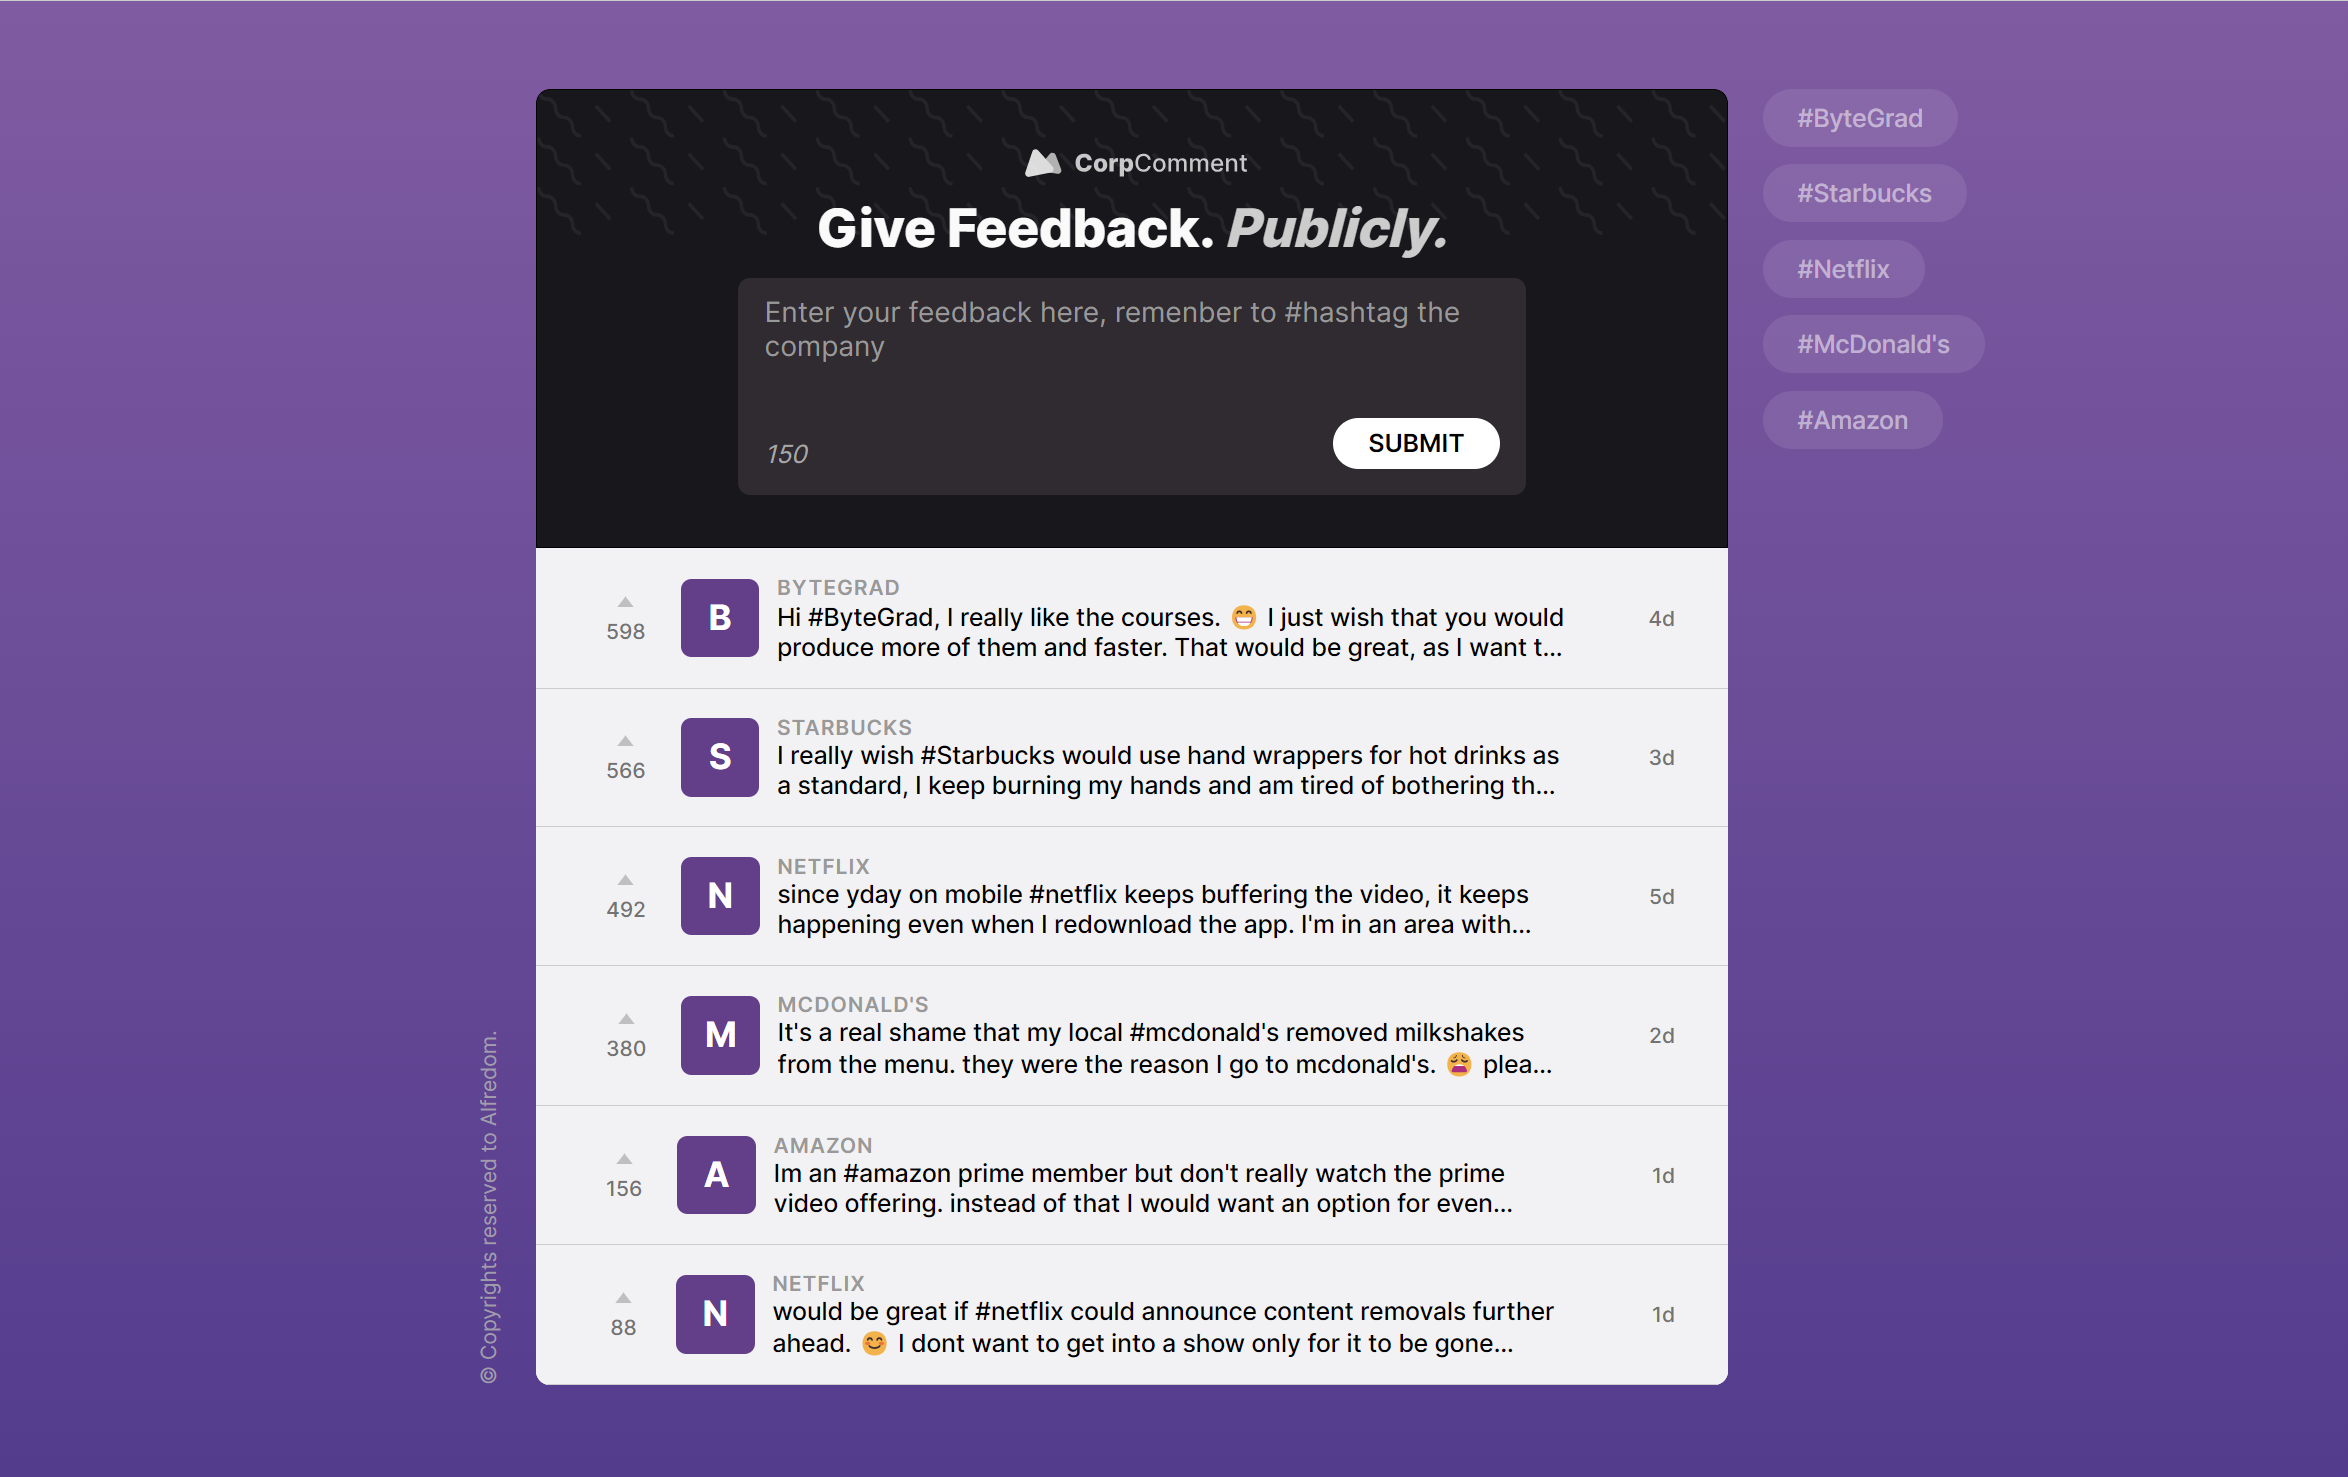 CorpComment
Give Feedback. Publicly.
Enter your feedback here, remenber to #hashtag the
company
150
SUBMIT
598
B
BYTEGRAD
Hi #ByteGrad, I really like the courses. 😁 I just wish that you would
produce more of them and faster. That would be great, as I want t...
4d
566
S
STARBUCKS
I really wish #Starbucks would use hand wrappers for hot drinks as
a standard, I keep burning my hands and am tired of bothering th...
3d
492
N
NETFLIX
since yday on mobile #netflix keeps buffering the video, it keeps
happening even when I redownload the app. I'm in an area with...
5d
380
M
MCDONALD'S
It's a real shame that my local #mcdonald's removed milkshakes
from the menu. they were the reason I go to mcdonald's. 😩 plea...
2d
156
A
AMAZON
Im an #amazon prime member but don't really watch the prime
video offering. instead of that I would want an option for even...
1d
88
N
NETFLIX
would be great if #netflix could announce content removals further
ahead. 😊 I dont want to get into a show only for it to be gone...
1d
#ByteGrad
#Starbucks
#Netflix
#McDonald's
#Amazon
© Copyrights reserved to Alfredom.